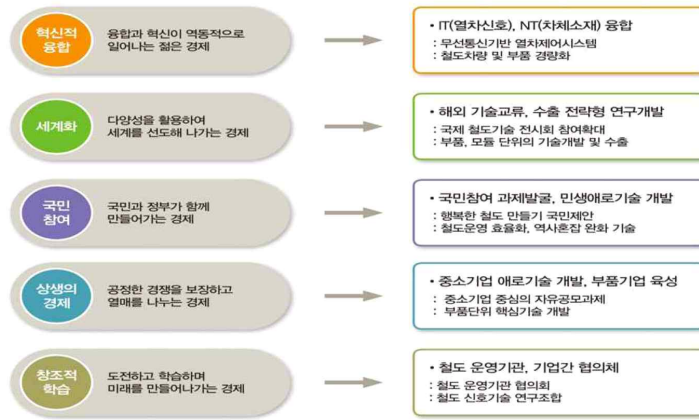 혁신적
융합
융합과 혁신이 역동적으로
일어나는 젊은 경제
• IT(열차신호), NT(차체소재) 융합
: 무선통신기반 열차제어시스템
: 철도차량 및 부품 경량화
세계화
다양성을 활용하여
세계를 선도해 나가는 경제
• 해외 기술교류, 수출 전략형 연구개발
: 국제 철도기술 전시회 참여확대
: 부품, 모듈 단위의 기술개발 및 수출
국민
참여
국민과 정부가 함께
만들어가는 경제
• 국민참여 과제발굴, 민생애로기술 개발
: 행복한 철도 만들기 국민제안
: 철도운영 효율화, 역사혼잡 완화 기술
상생의
경제
공정한 경쟁을 보장하고
열매를 나누는 경제
• 중소기업 애로기술 개발, 부품기업 육성
: 중소기업 중심의 자유공모과제
: 부품단위 핵심기술 개발
창조적
학습
도전하고 학습하며
미래를 만들어나가는 경제
• 철도 운영기관, 기업간 협의체
: 철도 운영기관 협의회
: 철도 신호기술 연구조합